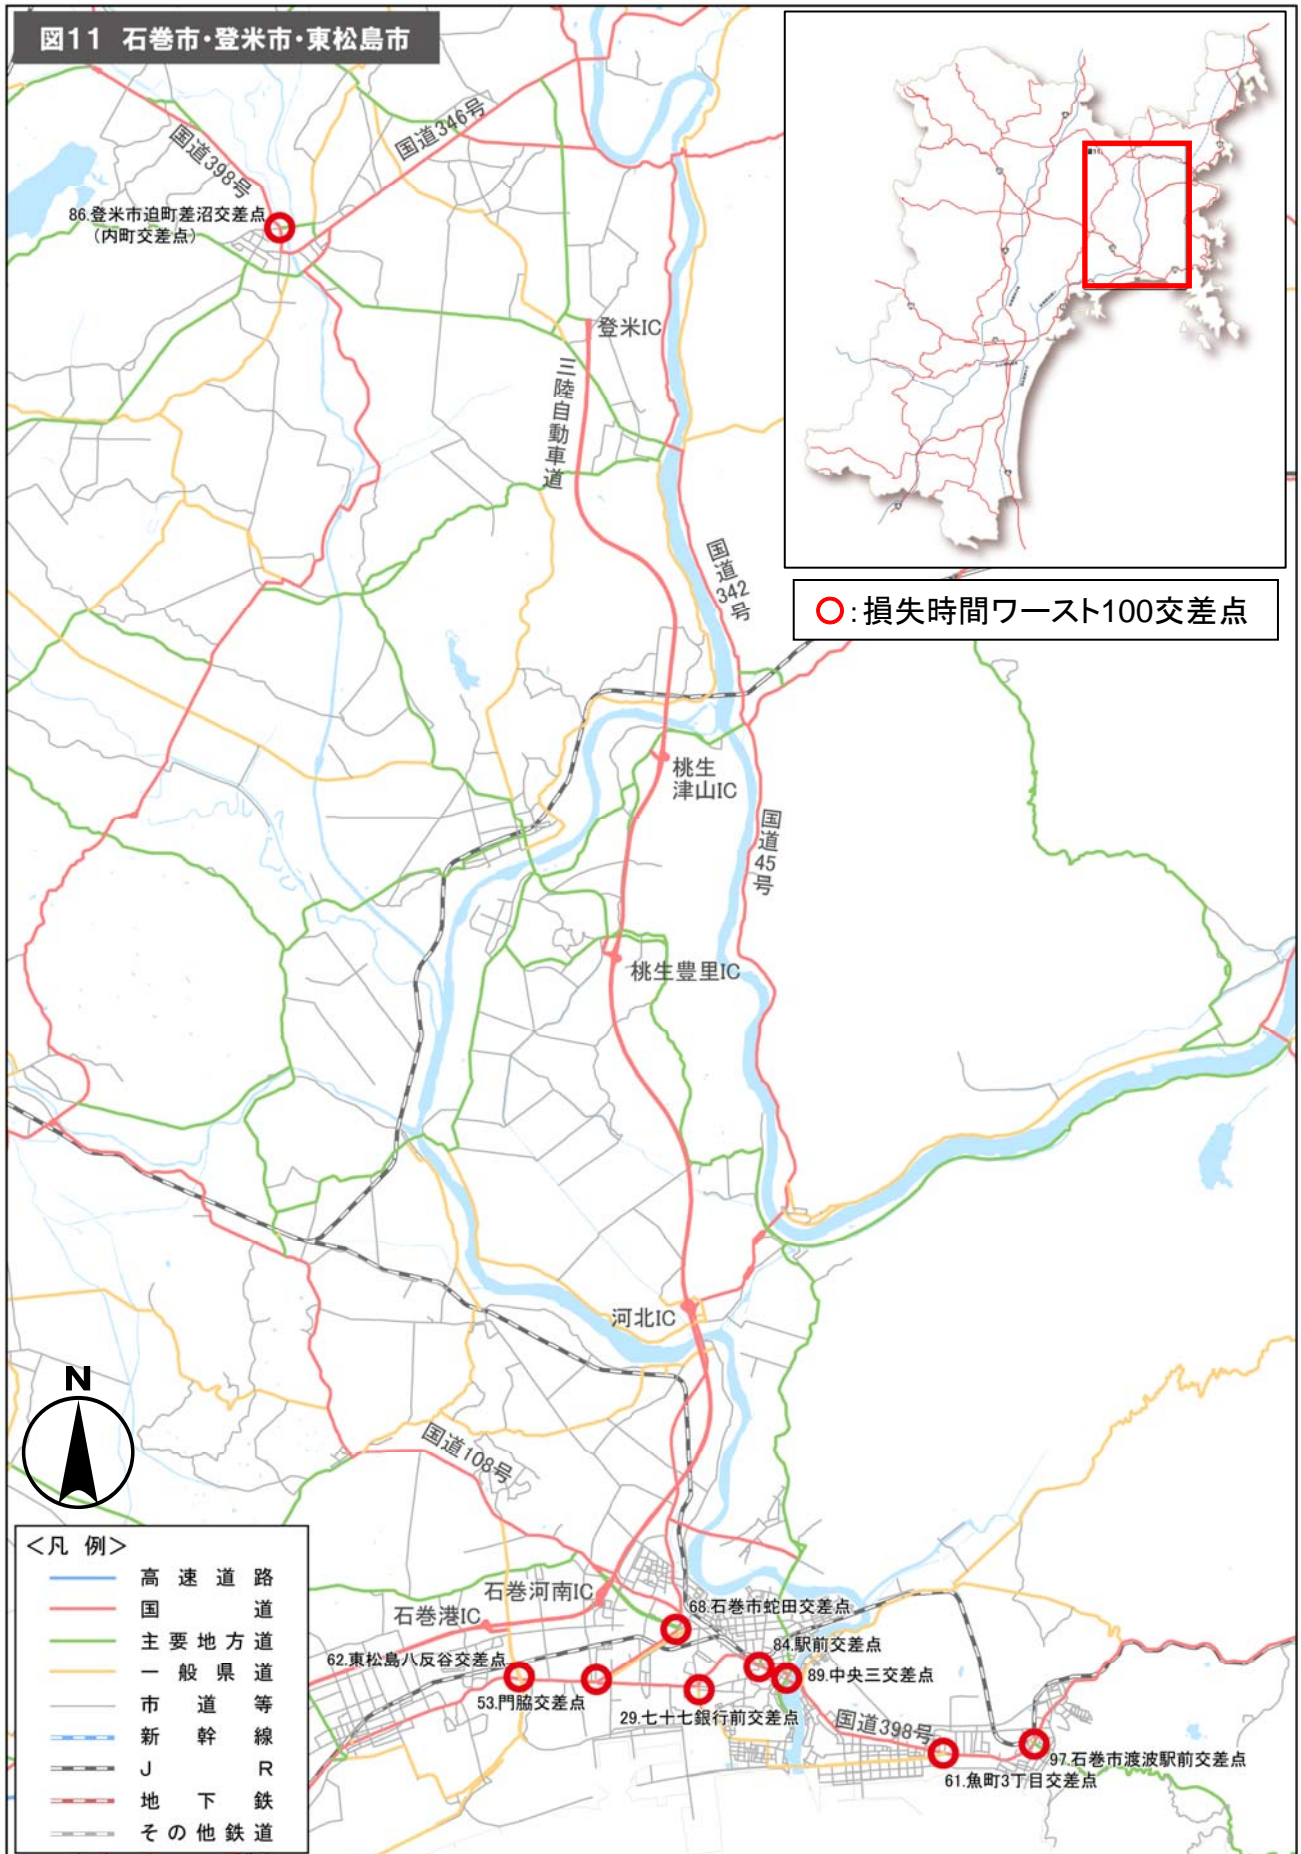 図11 石巻市・登米市・東松島市
国道398号
国道346号
86.登米市迫町差沼交差点
（内町交差点）
登米IC
三陸自動車道
国道342号
○：損失時間ワースト100交差点
桃生
津山IC
国道45号
桃生豊里IC
河北IC
N
国道108号
＜凡 例＞
高速道路
国道
主要地方道
一般県道
市道等
新幹線
JR
地下鉄
その他鉄道
石巻河南IC
石巻港IC
68.石巻市蛇田交差点
62.東松島八反谷交差点
84.駅前交差点
89.中央三交差点
53.門脇交差点
29.七十七銀行前交差点
国道398号
97.石巻市渡波駅前交差点
61.魚町3丁目交差点